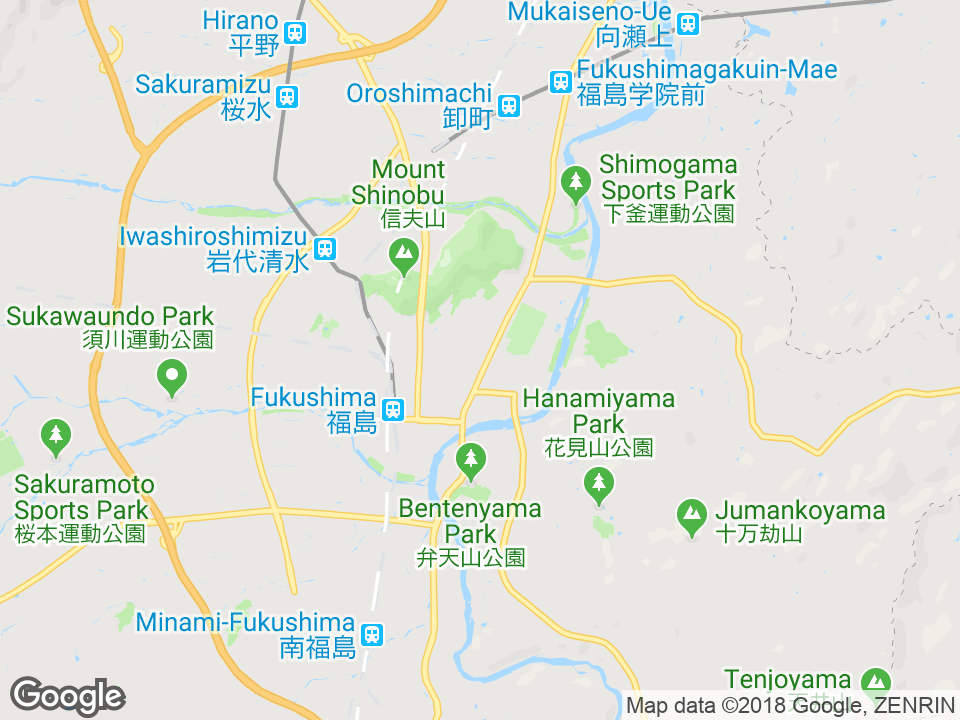 Hirano
平野
Mukaiseno-Ue
向瀬上
Sakuramizu
桜水
Fukushimagakuin-Mae
福島学院前
Oroshimachi
卸町
Mount
Shinobu
信夫山
Shimogama
Sports Park
下釜運動公園
Iwashiroshimizu
岩代清水
Sukawaundo Park
須川運動公園
Fukushima
福島
Hanamiyama
Park
花見山公園
Sakuramoto
Sports Park
桜本運動公園
Bentenyama
Park
弁天山公園
Jumankoyama
十万劫山
Minami-Fukushima
南福島
Tenjoyama
Google
Map data ©2018 Google, ZENRIN